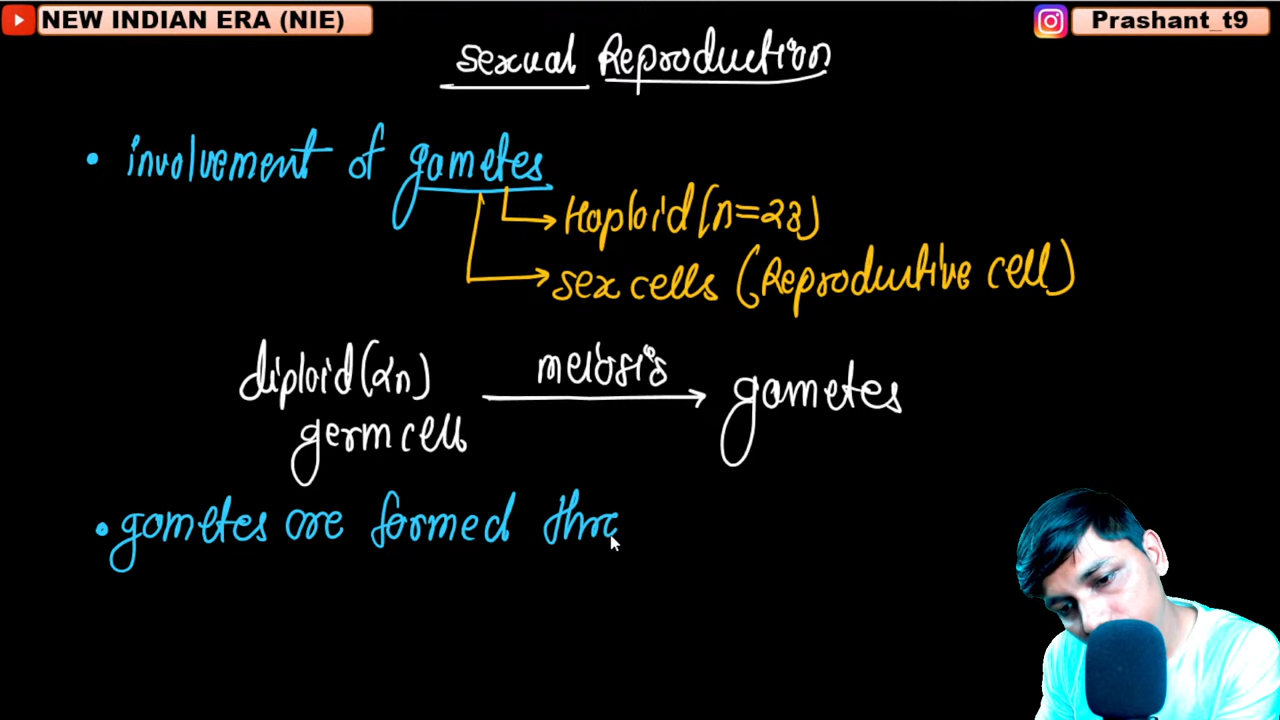 NEW INDIAN ERA (NIE)
Prashant_t9
Sexual Reproduction
• involvement of gametes
Haploid (n=23)
sex cells (Reproductive cell)
diploid (2n)
germ cell
meiosis
gametes
• gametes are formed thro